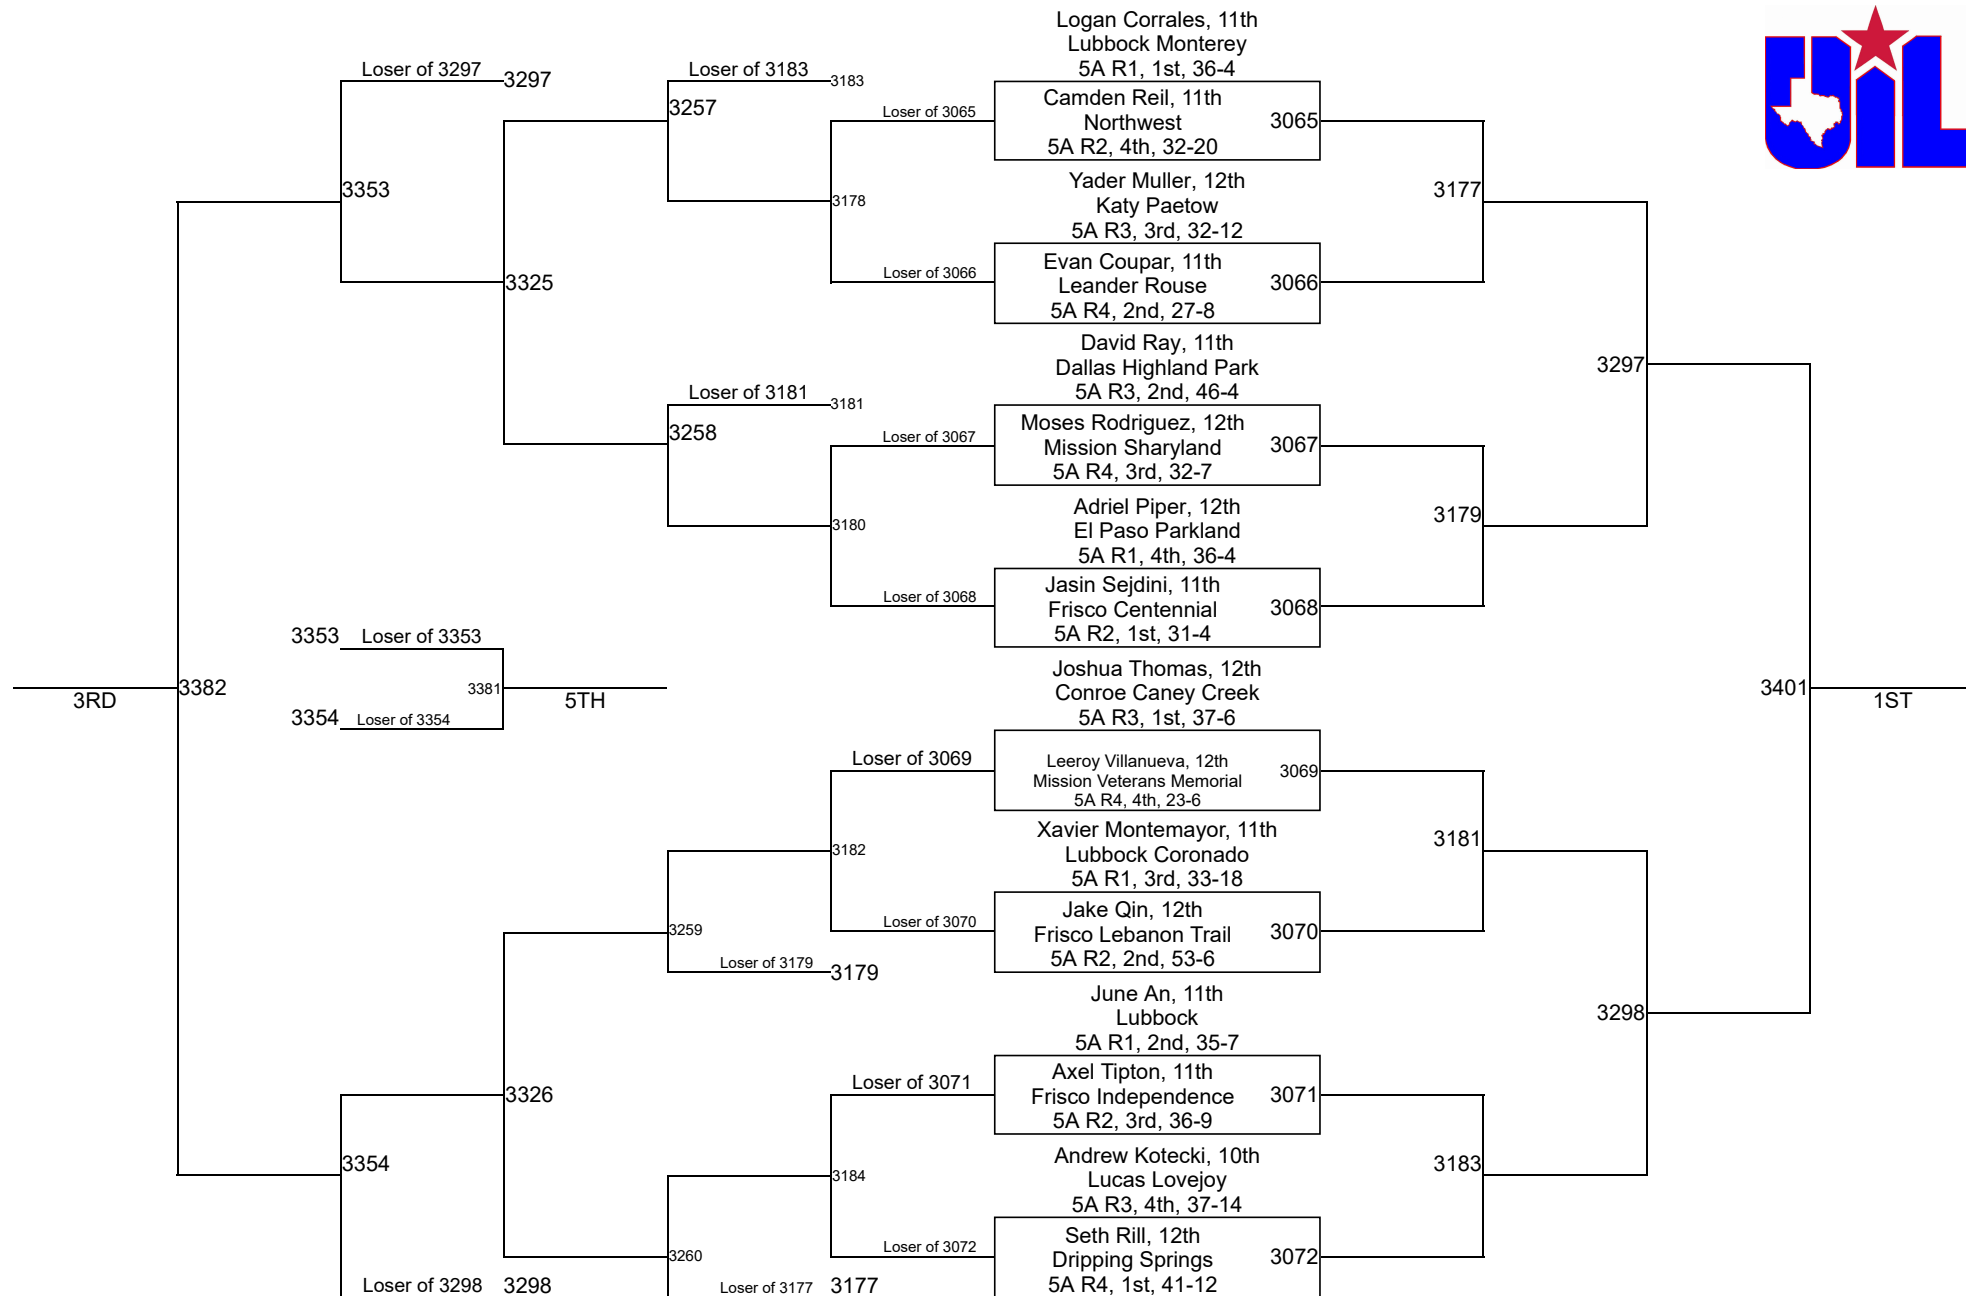 Logan Corrales, 11th
Lubbock Monterey
5A R1, 1st, 36-4
UIL
Loser of 3297 3297
Loser of 3183 3183
3257
Loser of 3065
Camden Reil, 11th
Northwest
5A R2, 4th, 32-20
3065
3353
3178
Yader Muller, 12th
Katy Paetow
5A R3, 3rd, 32-12
3177
3325
Loser of 3066
Evan Coupar, 11th
Leander Rouse
5A R4, 2nd, 27-8
3066
David Ray, 11th
Dallas Highland Park
5A R3, 2nd, 46-4
3297
Loser of 3181 3181
3258
Loser of 3067
Moses Rodriguez, 12th
Mission Sharyland
5A R4, 3rd, 32-7
3067
3180
Adriel Piper, 12th
El Paso Parkland
5A R1, 4th, 36-4
3179
Loser of 3068
Jasin Sejdini, 11th
Frisco Centennial
5A R2, 1st, 31-4
3068
3353 Loser of 3353
3RD
3382
3381
5TH
3354 Loser of 3354
Joshua Thomas, 12th
Conroe Caney Creek
5A R3, 1st, 37-6
3401
1ST
Loser of 3069
Leeroy Villanueva, 12th
Mission Veterans Memorial
5A R4, 4th, 23-6
3069
3182
Xavier Montemayor, 11th
Lubbock Coronado
5A R1, 3rd, 33-18
3181
3259
Loser of 3070
Jake Qin, 12th
Frisco Lebanon Trail
5A R2, 2nd, 53-6
3070
Loser of 3179 3179
June An, 11th
Lubbock
5A R1, 2nd, 35-7
3298
3326
Loser of 3071
Axel Tipton, 11th
Frisco Independence
5A R2, 3rd, 36-9
3071
3354
3184
Andrew Kotecki, 10th
Lucas Lovejoy
5A R3, 4th, 37-14
3183
3260
Loser of 3072
Seth Rill, 12th
Dripping Springs
5A R4, 1st, 41-12
3072
Loser of 3298 3298
Loser of 3177 3177